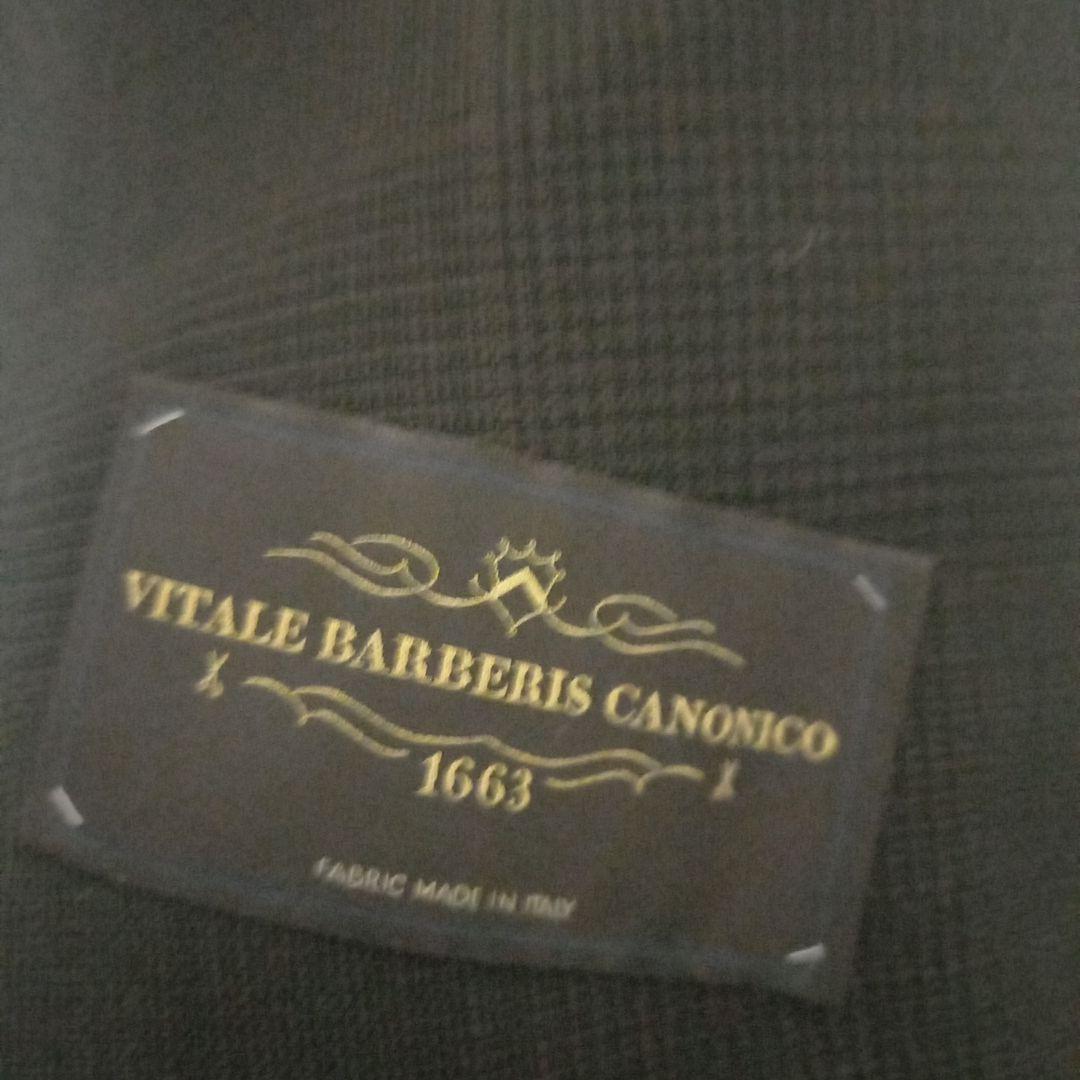 VITALE BARBERIS CANONICO
1663
FABRIC MADE IN ITALY